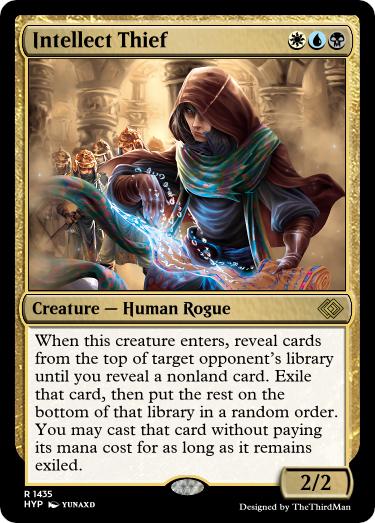 Intellect Thief
Creature — Human Rogue
When this creature enters, reveal cards
from the top of target opponent's library
until you reveal a nonland card. Exile
that card, then put the rest on the
bottom of that library in a random order.
You may cast that card without paying
its mana cost for as long as it remains
exiled.
2/2
R 1435
HYP YUNAXD
Designed by TheThirdMan